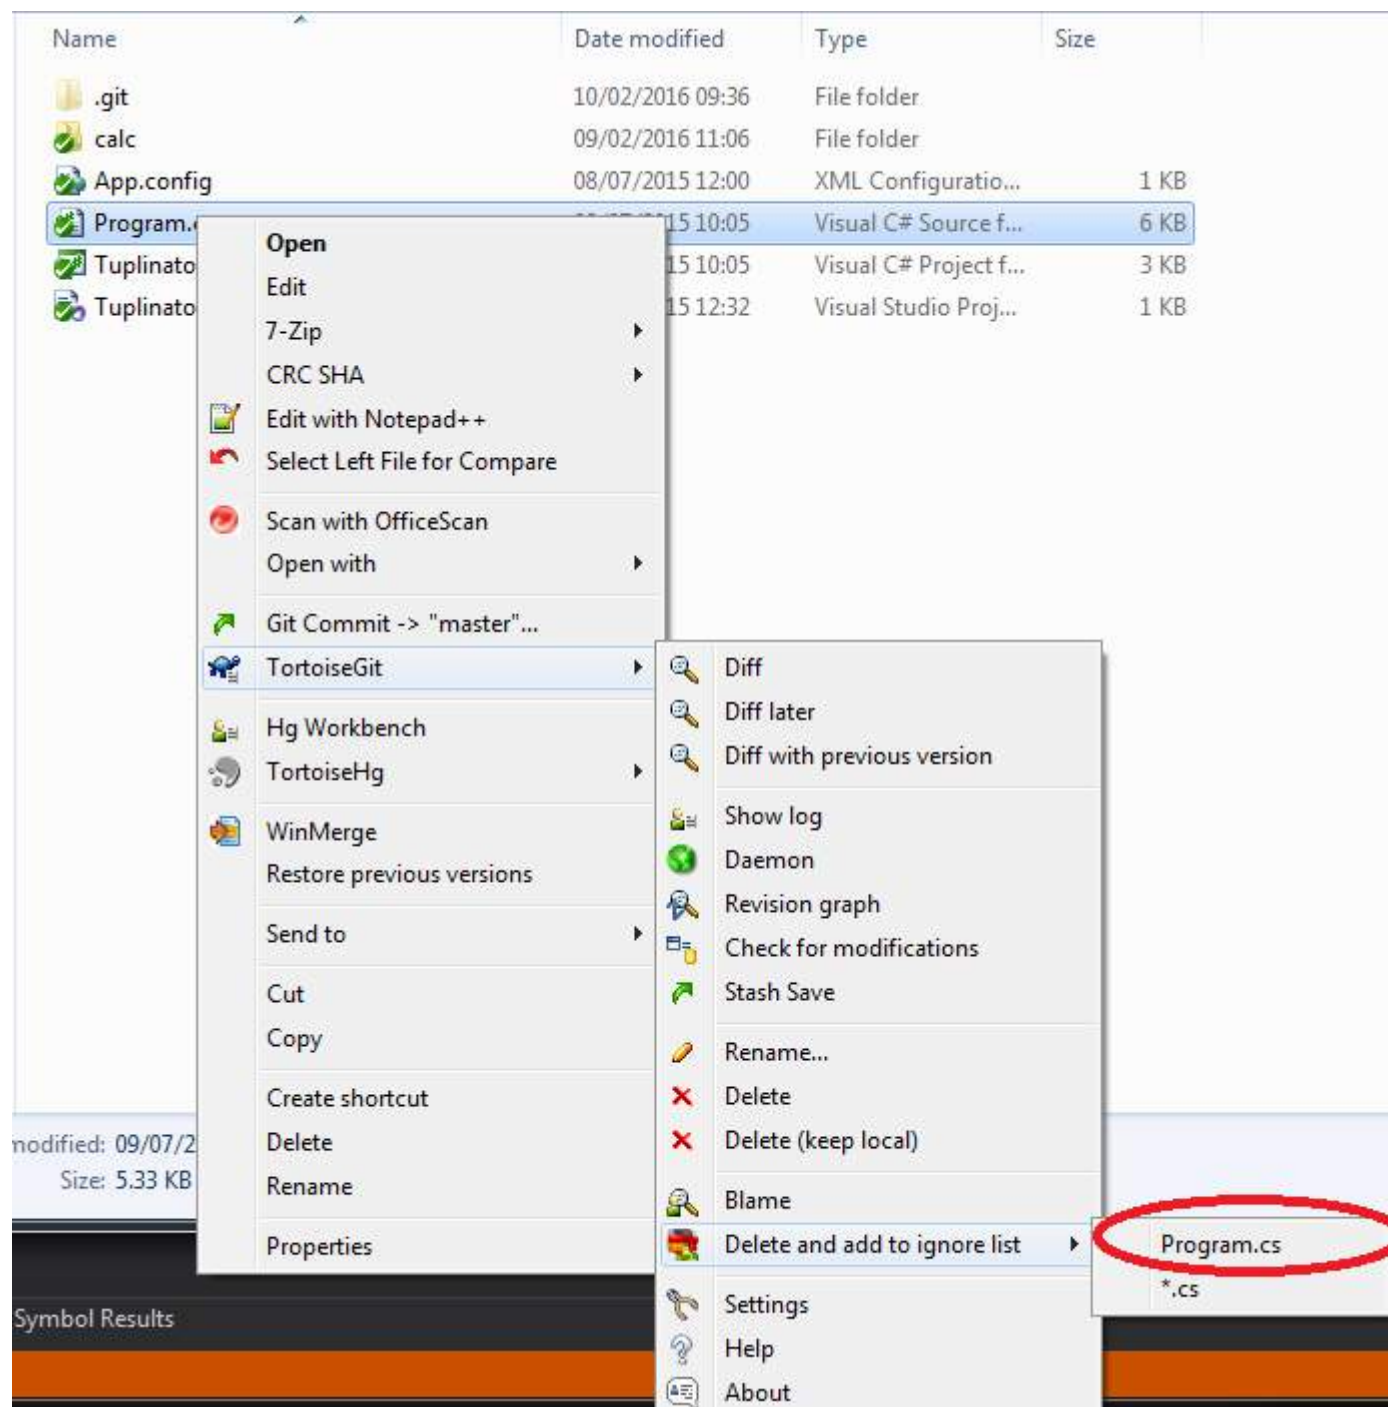 Name Date modified Type Size
.git 10/02/2016 09:36 File folder
calc 09/02/2016 11:06 File folder
App.config 08/07/2015 12:00 XML Configuratio... 1 KB
Program. 15 10:05 Visual C# Source f... 6 KB
Tuplinato 15 10:05 Visual C# Project f... 3 KB
Tuplinato 15 12:32 Visual Studio Proj... 1 KB
Open
Edit
7-Zip
CRC SHA
Edit with Notepad++
Select Left File for Compare
Scan with OfficeScan
Open with
Git Commit -> "master"...
TortoiseGit
Hg Workbench
TortoiseHg
WinMerge
Restore previous versions
Send to
Cut
Copy
Create shortcut
Delete
Rename
Properties
Diff
Diff later
Diff with previous version
Show log
Daemon
Revision graph
Check for modifications
Stash Save
Rename...
Delete
Delete (keep local)
Blame
Delete and add to ignore list
Settings
Help
About
Program.cs
*.cs
modified: 09/07/2
Size: 5.33 KB
Symbol Results